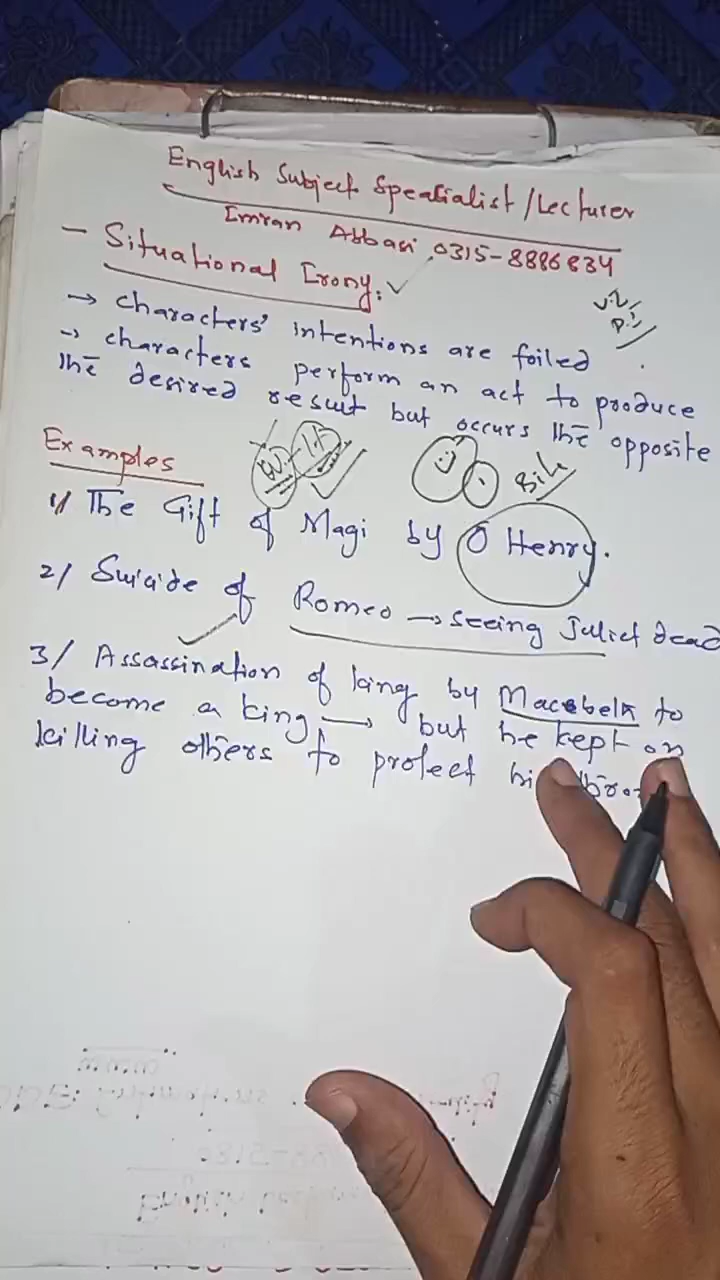 English Subject Specialist/Lecturer
Imran Abbasi 0315-8886834
- Situational Irony:
→ characters' intentions are foiled
→ characters perform an act to produce
the desired result but occurs the opposite
Examples
1/ The Gift of Magi by O Henry.
2/ Suicide of Romeo → seeing Juliet dead
3/ Assassination of king by Macebelk to
become a king → but he kept on
killing others to protect